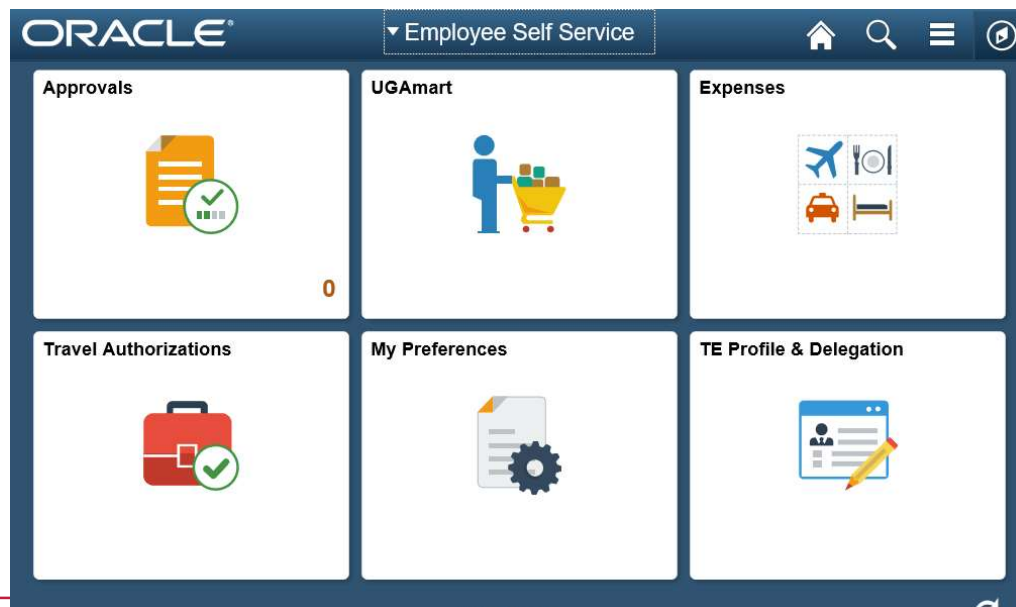 ORACLE®
Employee Self Service
Approvals
UGAmart
Expenses
0
Travel Authorizations
My Preferences
TE Profile & Delegation